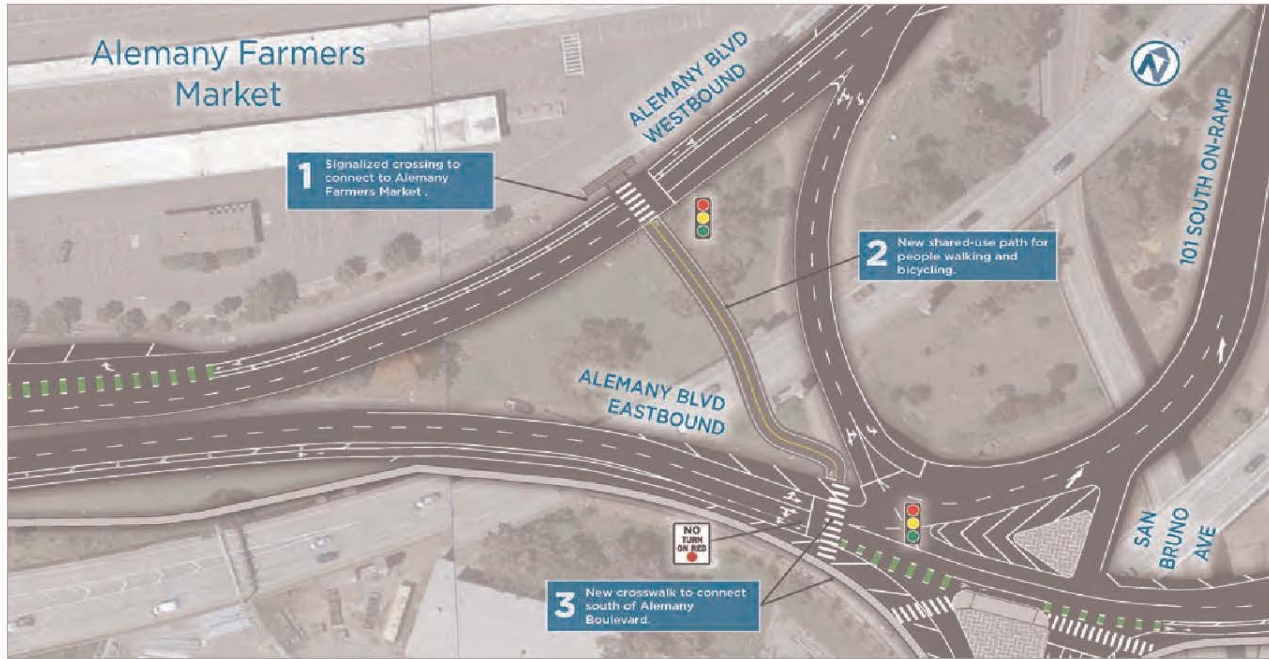 Alemany Farmers
Market
ALEMANY BLVD
WESTBOUND
1
Signalized crossing to
connect to Alemany
Farmers Market .
101 SOUTH ON-RAMP
2
New shared-use path for
people walking and
bicycling.
ALEMANY BLVD
EASTBOUND
NO
TURN
ON RED
SAN
BRUNO
AVE
3
New crosswalk to connect
south of Alemany
Boulevard.